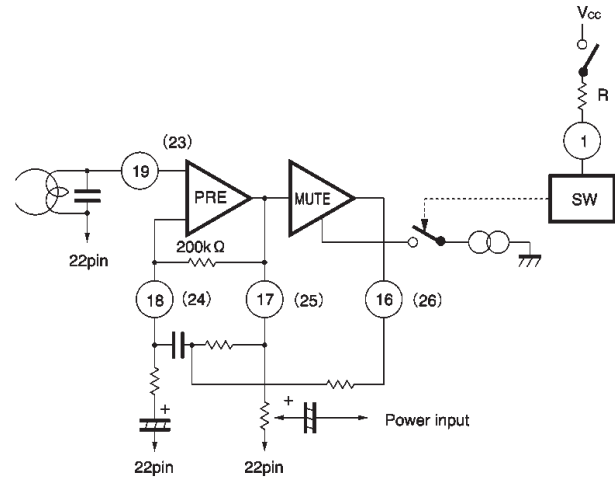 Vcc
R
1
(23)
19
PRE
MUTE
SW
200kΩ
22pin
18
(24)
17
(25)
16
(26)
+
+
Power input
22pin
22pin